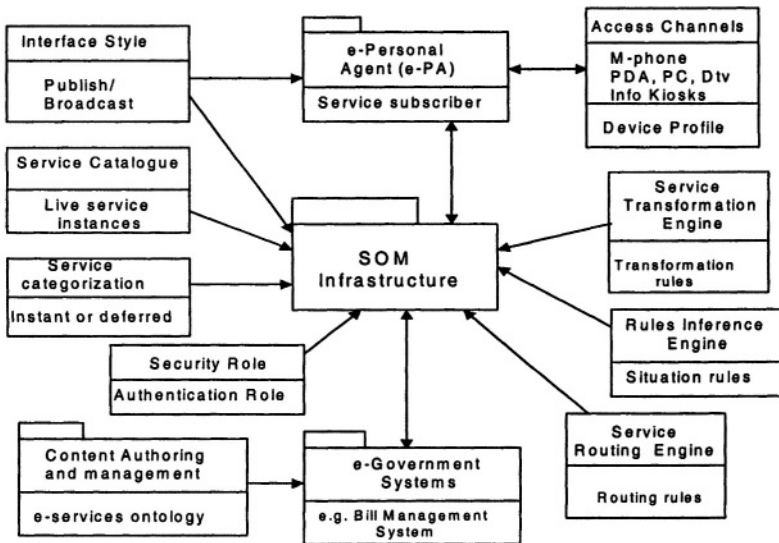 Interface Style
Publish/
Broadcast
e-Personal
Agent (e-PA)
Service subscriber
Access Channels
M-phone
PDA, PC, Dtv
Info Kiosks
Device Profile
Service Catalogue
Live service
instances
Service
categorization
Instant or deferred
SOM
Infrastructure
Service
Transformation
Engine
Transformation
rules
Rules Inference
Engine
Situation rules
Security Role
Authentication Role
Service
Routing Engine
Routing rules
Content Authoring
and management
e-services ontology
e-Government
Systems
e.g. Bill Management
System